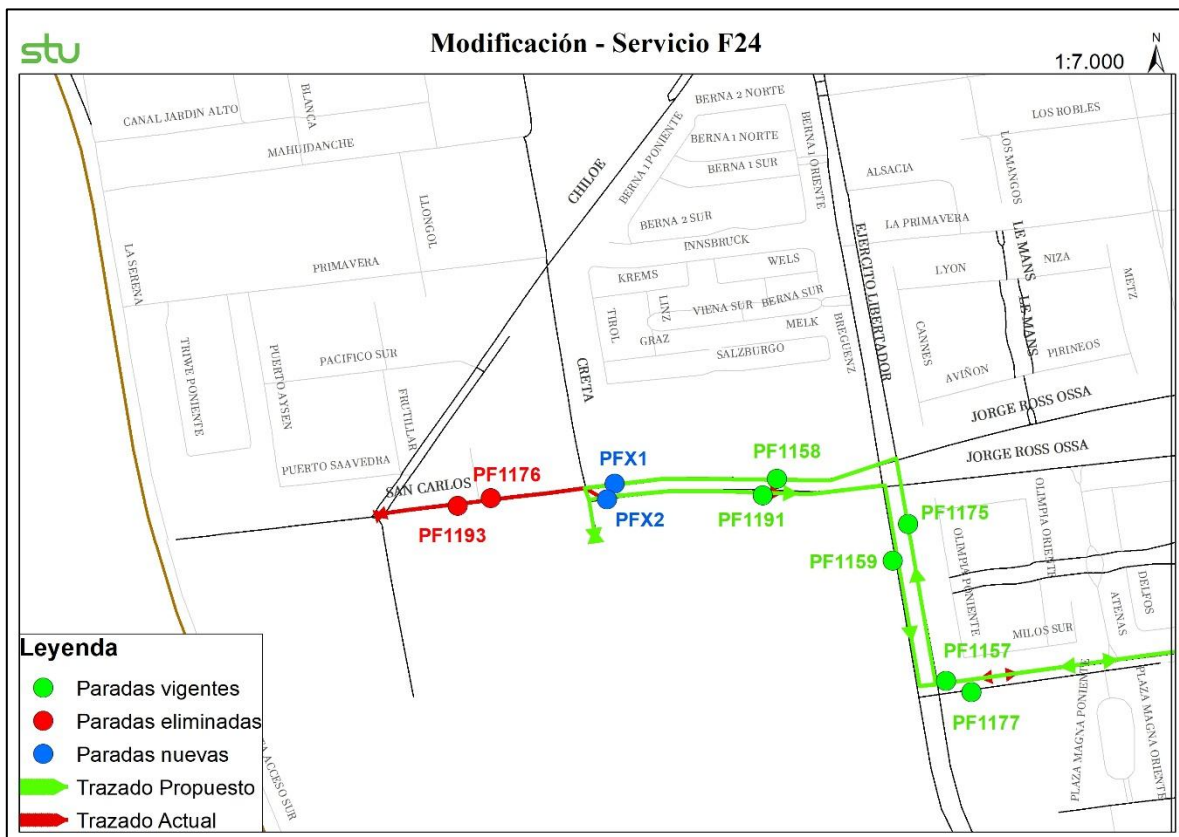 stu
Modificación - Servicio F24
N
1:7.000
CANAL JARDIN ALTO
BLANCA
MAHUIDANCHE
LLONGOL
LA SERENA
PRIMAVERA
CHILOE
BERNA 1 PONIENTE
BERNA 2 NORTE
BERNA 1 NORTE
BERNA 1 SUR
BERNA 1 ORIENTE
BERNA 2 SUR
INNSBRUCK
WELS
KREMS
LINZ
VIENA SUR
BERNA SUR
TIROL
GRAZ
MELK
SALZBURGO
BREGUENZ
EJERCITO LIBERTADOR
ALSACIA
LOS ROBLES
LOS MANGOS
LA PRIMAVERA
LE MANS
LYON
NIZA
METZ
LE MANS
CANNES
PIRINEOS
AVIÑON
JORGE ROSS OSSA
JORGE ROSS OSSA
TRIWE PONIENTE
PUERTO AYSEN
PACIFICO SUR
FRUTILLAR
PUERTO SAAVEDRA
CRETA
SAN CARLOS
PF1176
PF1193
PFX1
PFX2
PF1158
PF1191
PF1175
PF1159
OLIMPIA PONIENTE
OLIMPIA ORIENTE
MILOS SUR
ATENAS
DELFOS
PF1157
PF1177
PLAZA MAGNA PONIENTE
PLAZA MAGNA ORIENTE
ACCESO SUR
Leyenda
Paradas vigentes
Paradas eliminadas
Paradas nuevas
Trazado Propuesto
Trazado Actual